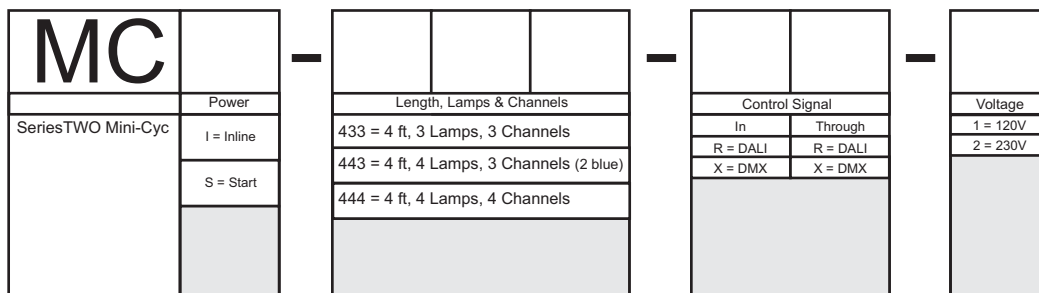 MC – – –
Power Length, Lamps & Channels Control Signal Voltage
SeriesTWO Mini-Cyc
I = Inline
S = Start
433 = 4 ft, 3 Lamps, 3 Channels
443 = 4 ft, 4 Lamps, 3 Channels (2 blue)
444 = 4 ft, 4 Lamps, 4 Channels
In Through
R = DALI R = DALI
X = DMX X = DMX
1 = 120V
2 = 230V